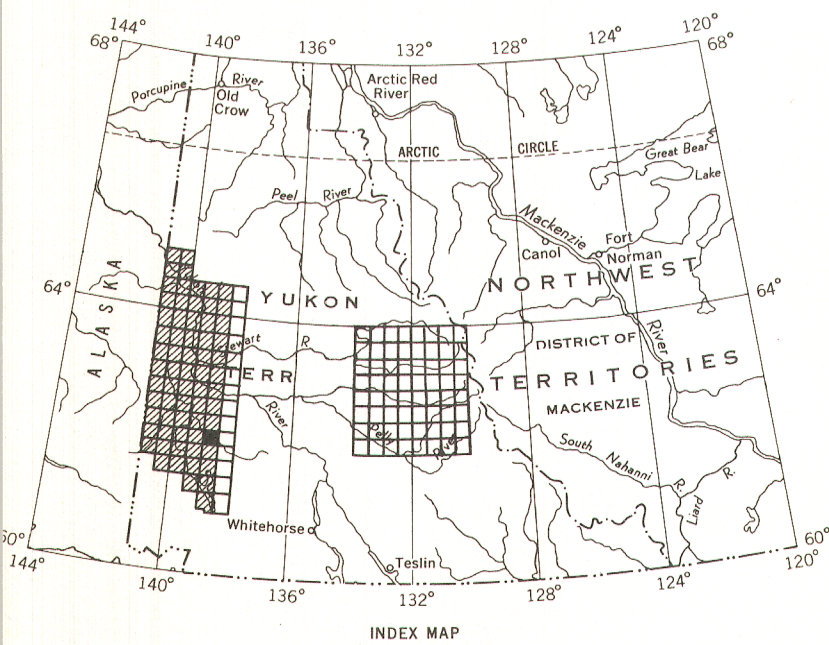 144° 140° 136° 132° 128° 124° 120°
68° 68°
Porcupine River
Old
Crow
Arctic Red
River
ARCTIC CIRCLE
Great Bear
Lake
Peel River
Mackenzie
Canol
Fort
Norman
64° YUKON NORTHWEST 64°
ALASKA
ewart R
DISTRICT OF
River
TERR
TERRITORIES
MACKENZIE
River
Pelly River
South Nahanni R.
Liard R.
Whitehorse
Teslin
60° 60°
144° 140° 136° 132° 128° 124° 120°
INDEX MAP